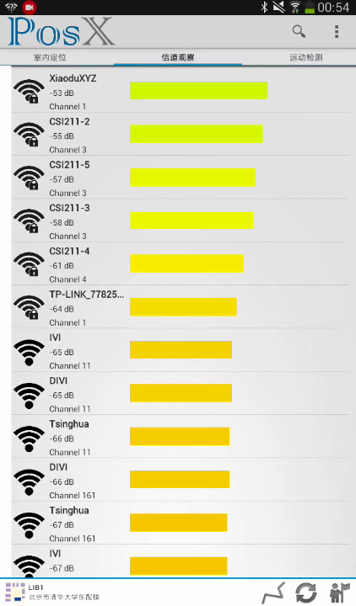 00:54
PosX
室内定位 信道观察 运动检测
XiaoduXYZ
-53 dB
Channel 1
CSI211-2
-55 dB
Channel 3
CSI211-5
-57 dB
Channel 3
CSI211-3
-58 dB
Channel 3
CSI211-4
-61 dB
Channel 4
TP-LINK_77825...
-64 dB
Channel 1
IVI
-65 dB
Channel 11
DIVI
-65 dB
Channel 11
Tsinghua
-66 dB
Channel 11
DIVI
-66 dB
Channel 161
Tsinghua
-67 dB
Channel 161
IVI
-67 dB
LIB1
北京市清华大学东配楼